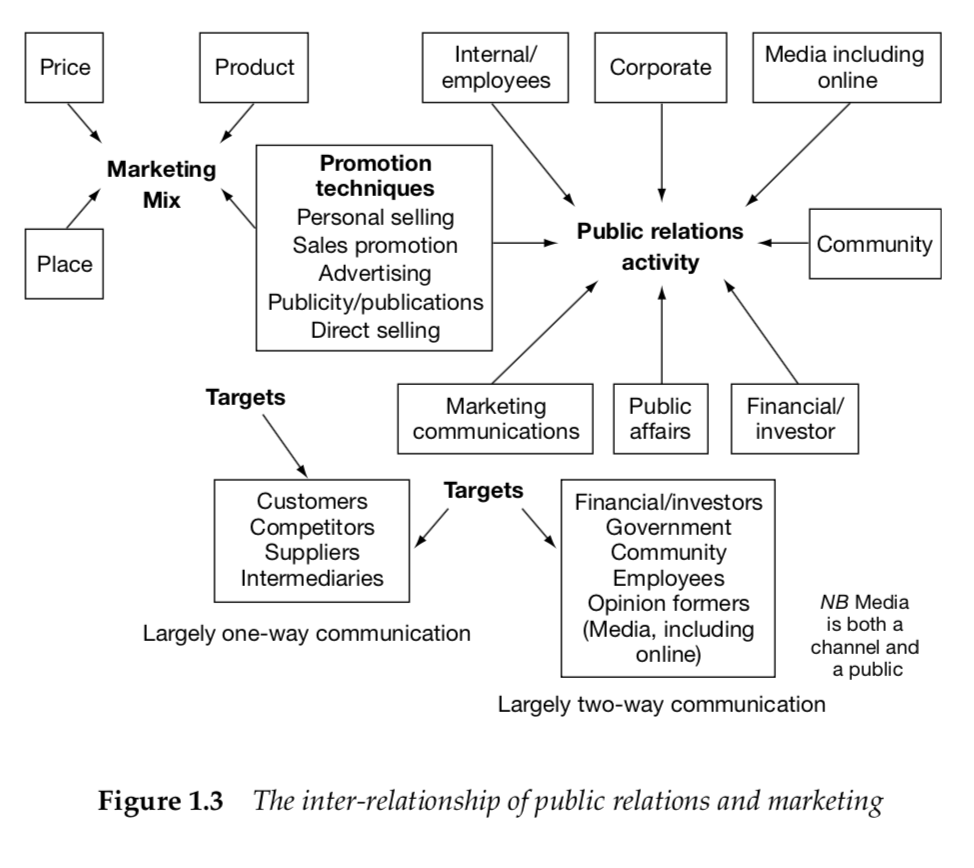 Price
Product
Internal/
employees
Corporate
Media including
online
Marketing
Mix
Promotion
techniques
Personal selling
Sales promotion
Advertising
Publicity/publications
Direct selling
Public relations
activity
Community
Place
Marketing
communications
Public
affairs
Financial/
investor
Targets
Customers
Competitors
Suppliers
Intermediaries
Largely one-way communication
Targets
Financial/investors
Government
Community
Employees
Opinion formers
(Media, including
online)
Largely two-way communication
NB Media
is both a
channel and
a public
Figure 1.3 The inter-relationship of public relations and marketing